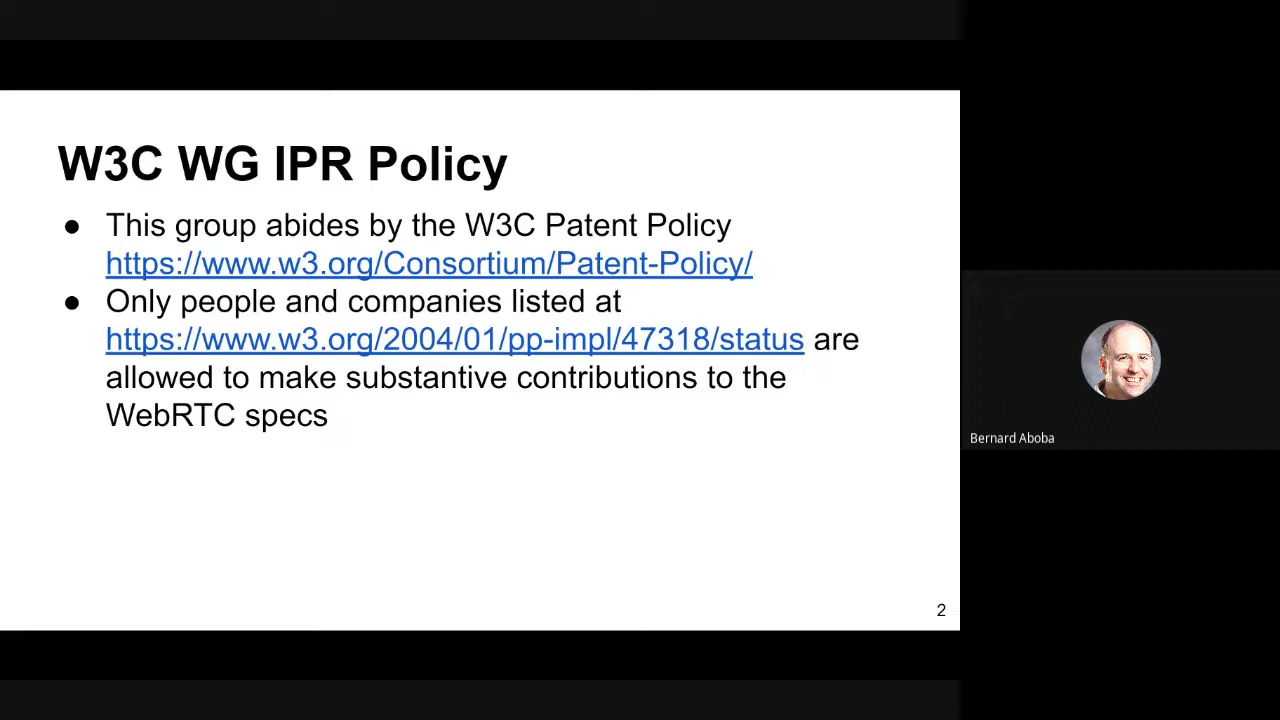 W3C WG IPR Policy
● This group abides by the W3C Patent Policy
https://www.w3.org/Consortium/Patent-Policy/
● Only people and companies listed at
https://www.w3.org/2004/01/pp-impl/47318/status are
allowed to make substantive contributions to the
WebRTC specs
2
Bernard Aboba